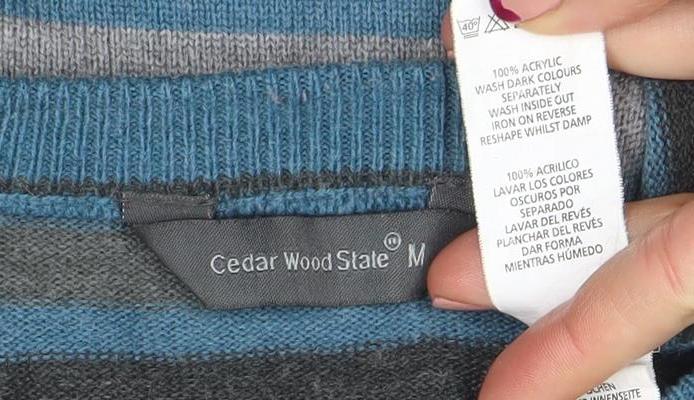 40°
100% ACRYLIC
WASH DARK COLOURS
SEPARATELY
WASH INSIDE OUT
IRON ON REVERSE
RESHAPE WHILST DAMP
100% ACRILICO
LAVAR LOS COLORES
OSCUROS POR
SEPARADO
LAVAR DEL REVÉS
PLANCHAR DEL REVÉS
DAR FORMA
MIENTRAS HÚMEDO
Cedar Wood State ® M